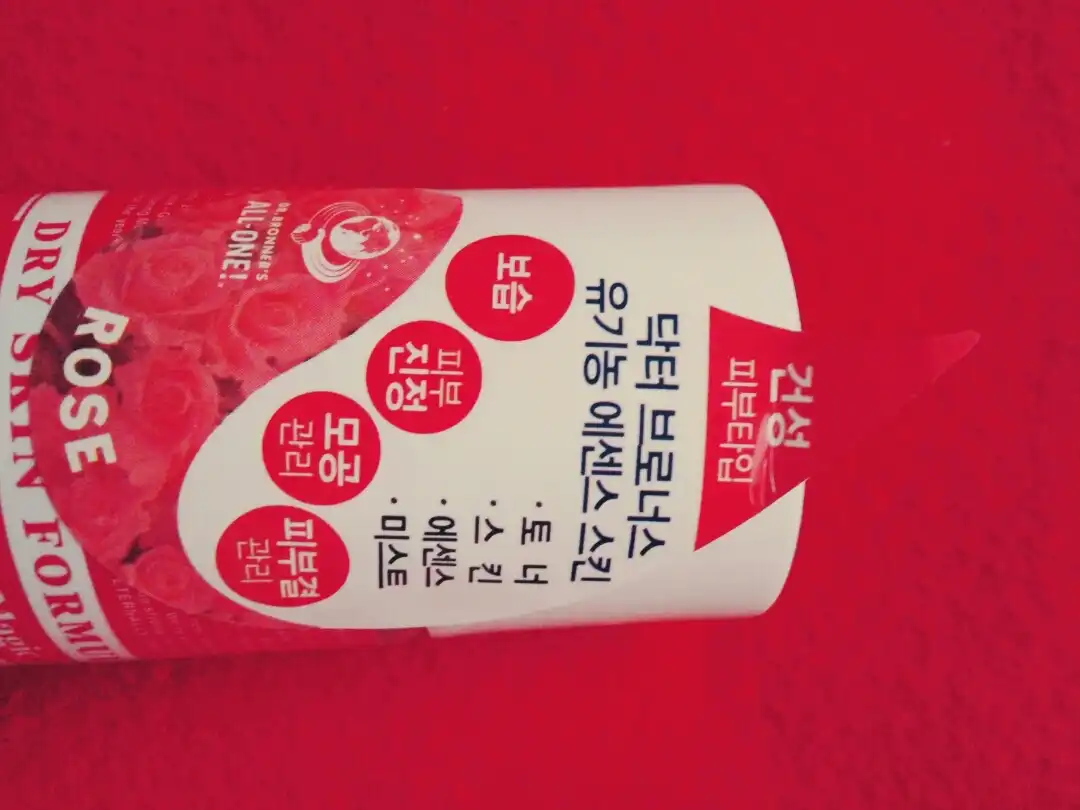 건성
피부타입
닥터 브로너스
유기농 에센스 스킨
· 토 너
· 스 킨
· 에센스
· 미스트
보습
피부
진정
모공
관리
피부결
관리
DR. BRONNER'S
ALL-ONE!
ROSE
DRY SKIN FORMU